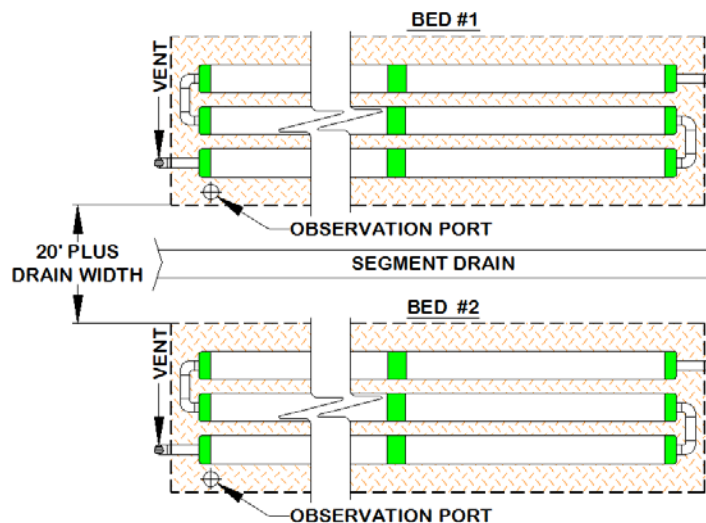 BED #1
VENT
OBSERVATION PORT
20' PLUS
DRAIN WIDTH
SEGMENT DRAIN
BED #2
VENT
OBSERVATION PORT